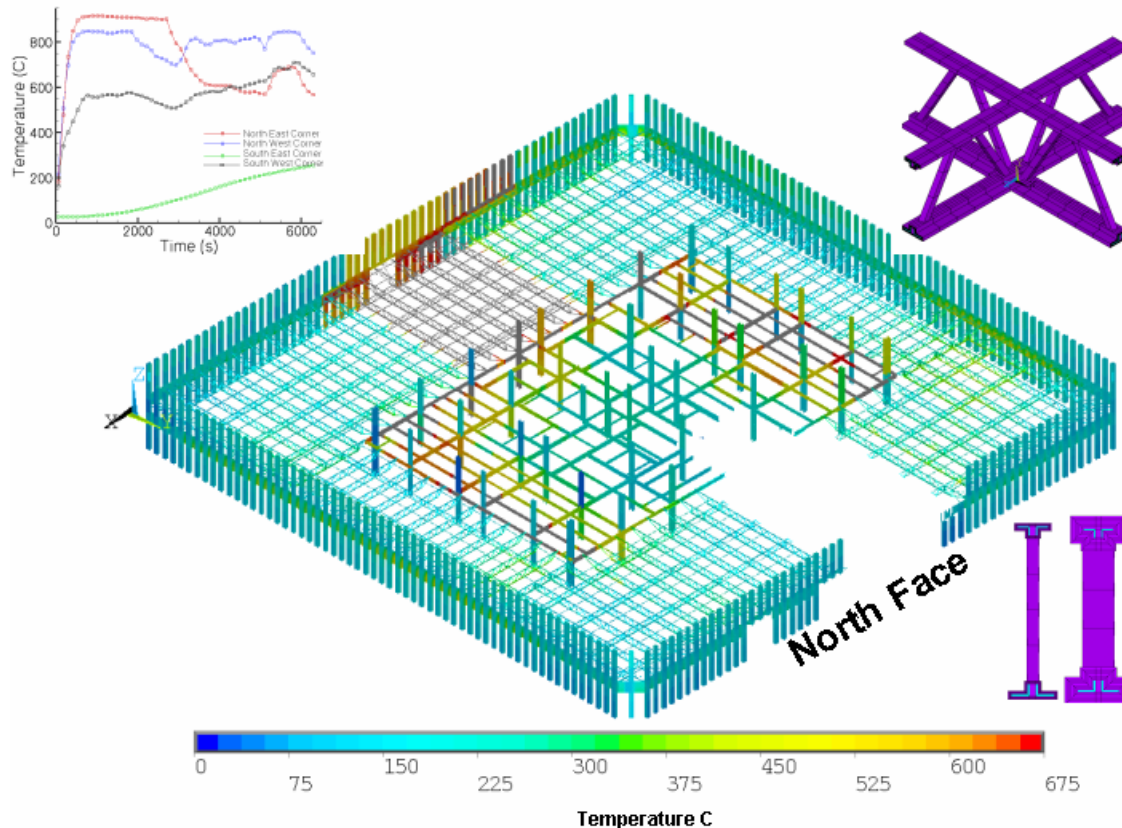 Temperature (C)
800
600
400
200
0
0
2000
4000
6000
Time (s)
North East Corner
North West Corner
South East Corner
South West Corner
Z
X
Y
North Face
0
75
150
225
300
375
450
525
600
675
Temperature C